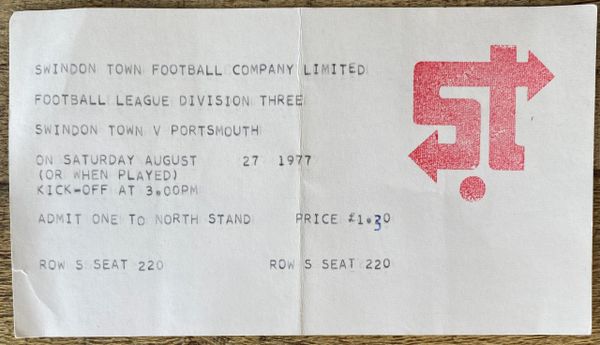 SWINDON TOWN FOOTBALL COMPANY LIMITED
FOOTBALL LEAGUE DIVISION THREE
SWINDON TOWN V PORTSMOUTH
ON SATURDAY AUGUST 27 1977
(OR WHEN PLAYED)
KICK-OFF AT 3.00PM
ADMIT ONE TO NORTH STAND PRICE £1.30
ROW S SEAT 220 ROW S SEAT 220
st